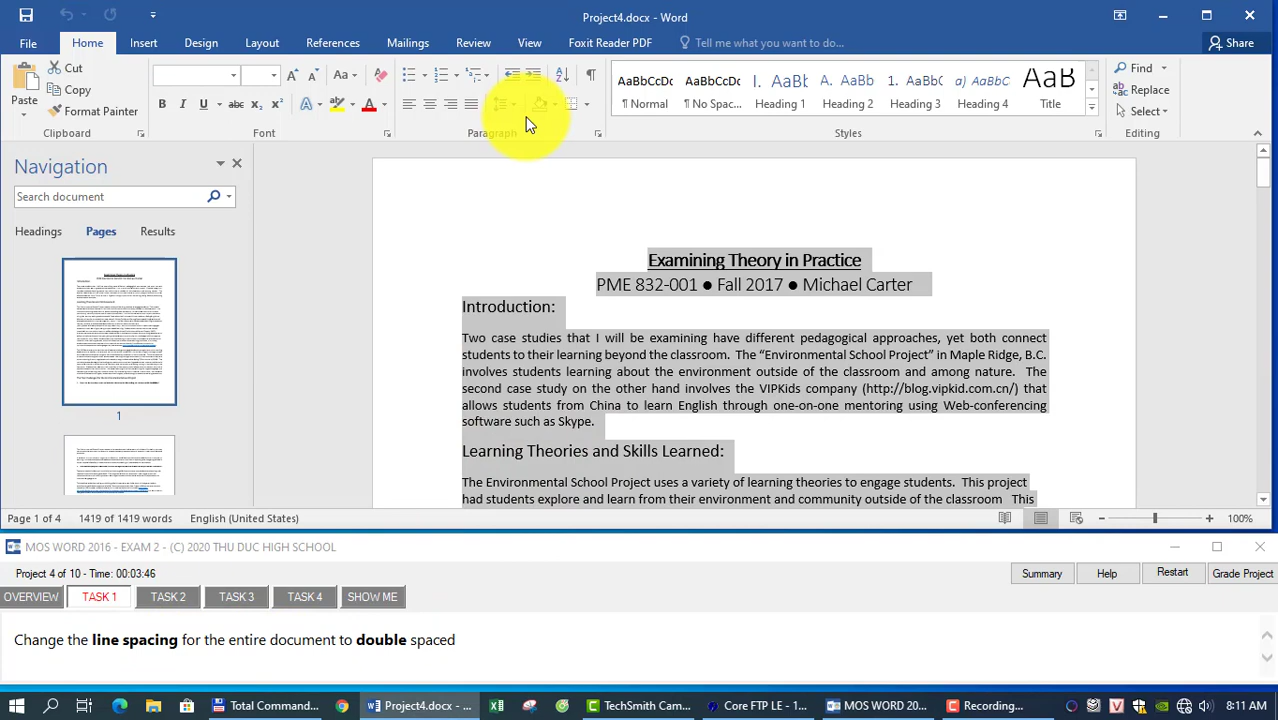 Project4.docx - Word
File Home Insert Design Layout References Mailings Review View Foxit Reader PDF Tell me what you want to do... Share
Paste
Cut
Copy
Format Painter
Clipboard
Aa
B I U abc X₂ X²
Font
Paragraph
AaBbCcDc AaBbCcDc I. AaBb A. AaBb 1. AaBbC a) AaBbC AaB
¶ Normal ¶ No Spac... Heading 1 Heading 2 Heading 3 Heading 4 Title
Styles
Find
Replace
Select
Editing
Navigation
Search document
Headings Pages Results
1
Examining Theory in Practice
PME 832-001 ● Fall 2017 ● Michael Carter
Introduction:
Two case studies that I will be examining have different pedagogical approaches, yet both connect
students to their learning beyond the classroom. The “Environmental School Project” in Maple Ridge, B.C.
involves students learning about the environment outside of the classroom and among nature. The
second case study on the other hand involves the VIPKids company (http://blog.vipkid.com.cn/) that
allows students from China to learn English through one-on-one mentoring using Web-conferencing
software such as Skype.
Learning Theories and Skills Learned:
The Environmental School Project uses a variety of learning theories to engage students. This project
had students explore and learn from their environment and community outside of the classroom This
Page 1 of 4 1419 of 1419 words English (United States) 100%
MOS WORD 2016 - EXAM 2 - (C) 2020 THU DUC HIGH SCHOOL
Project 4 of 10 - Time: 00:03:46
Summary Help Restart Grade Project
OVERVIEW TASK 1 TASK 2 TASK 3 TASK 4 SHOW ME
Change the line spacing for the entire document to double spaced
Total Command... Project4.docx - ... TechSmith Cam... Core FTP LE - 1... MOS WORD 20... Recording... 8:11 AM